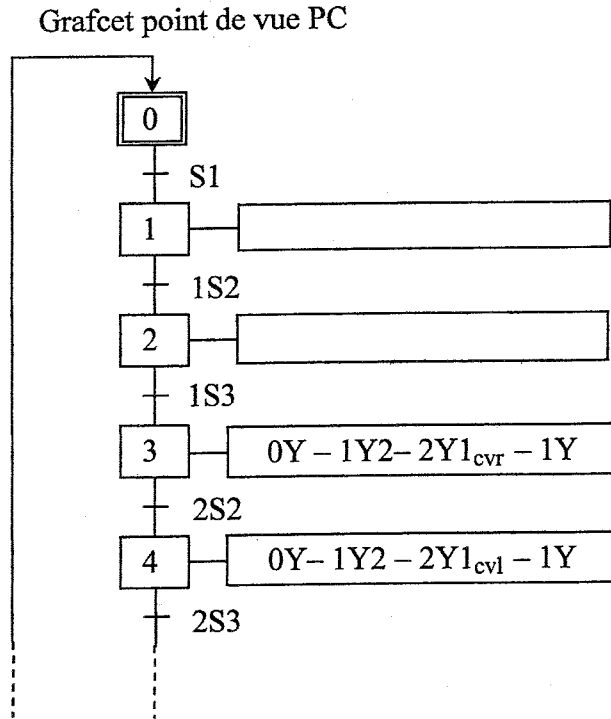 Grafcet point de vue PC
0
S1
1
1S2
2
1S3
3 0Y – 1Y2– 2Y1cvr – 1Y
2S2
4 0Y– 1Y2 – 2Y1cvl – 1Y
2S3